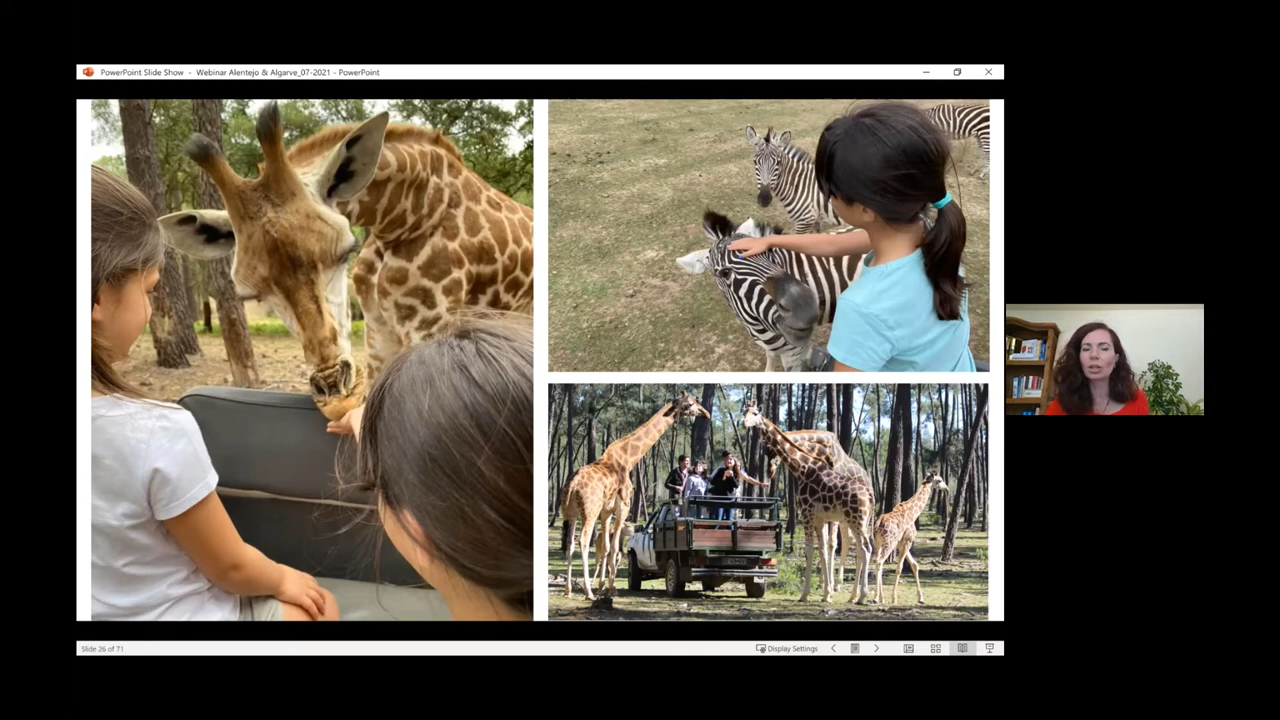 PowerPoint Slide Show - Webinar Alentejo & Algarve_07-2021 - PowerPoint
Slide 26 of 71
Display Settings